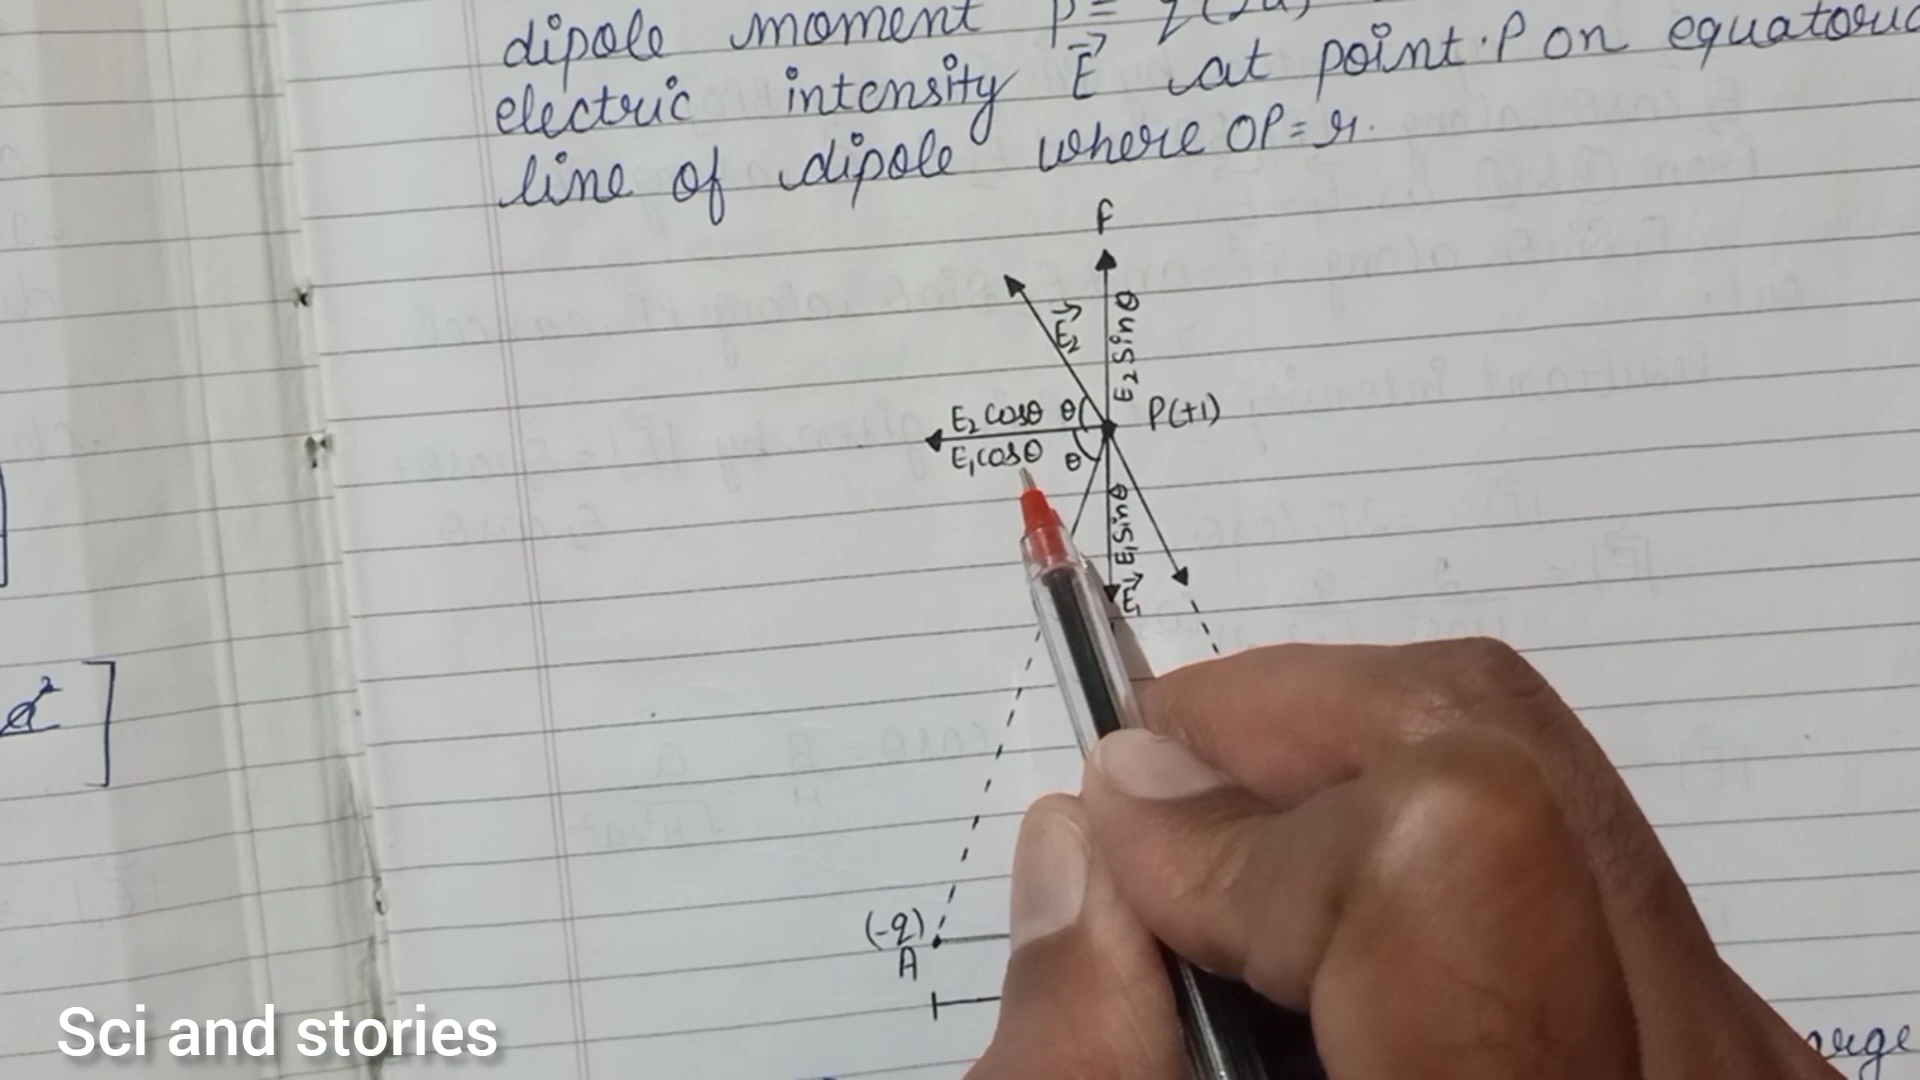 dipole moment p =
electric intensity E at point P on
line of dipole where OP = r.
F
E2
E2 sinθ
E2 cosθ θ
P(+1)
E1 cosθ θ
E1 sinθ
E1
(-q)
A
a²]
Sci and stories